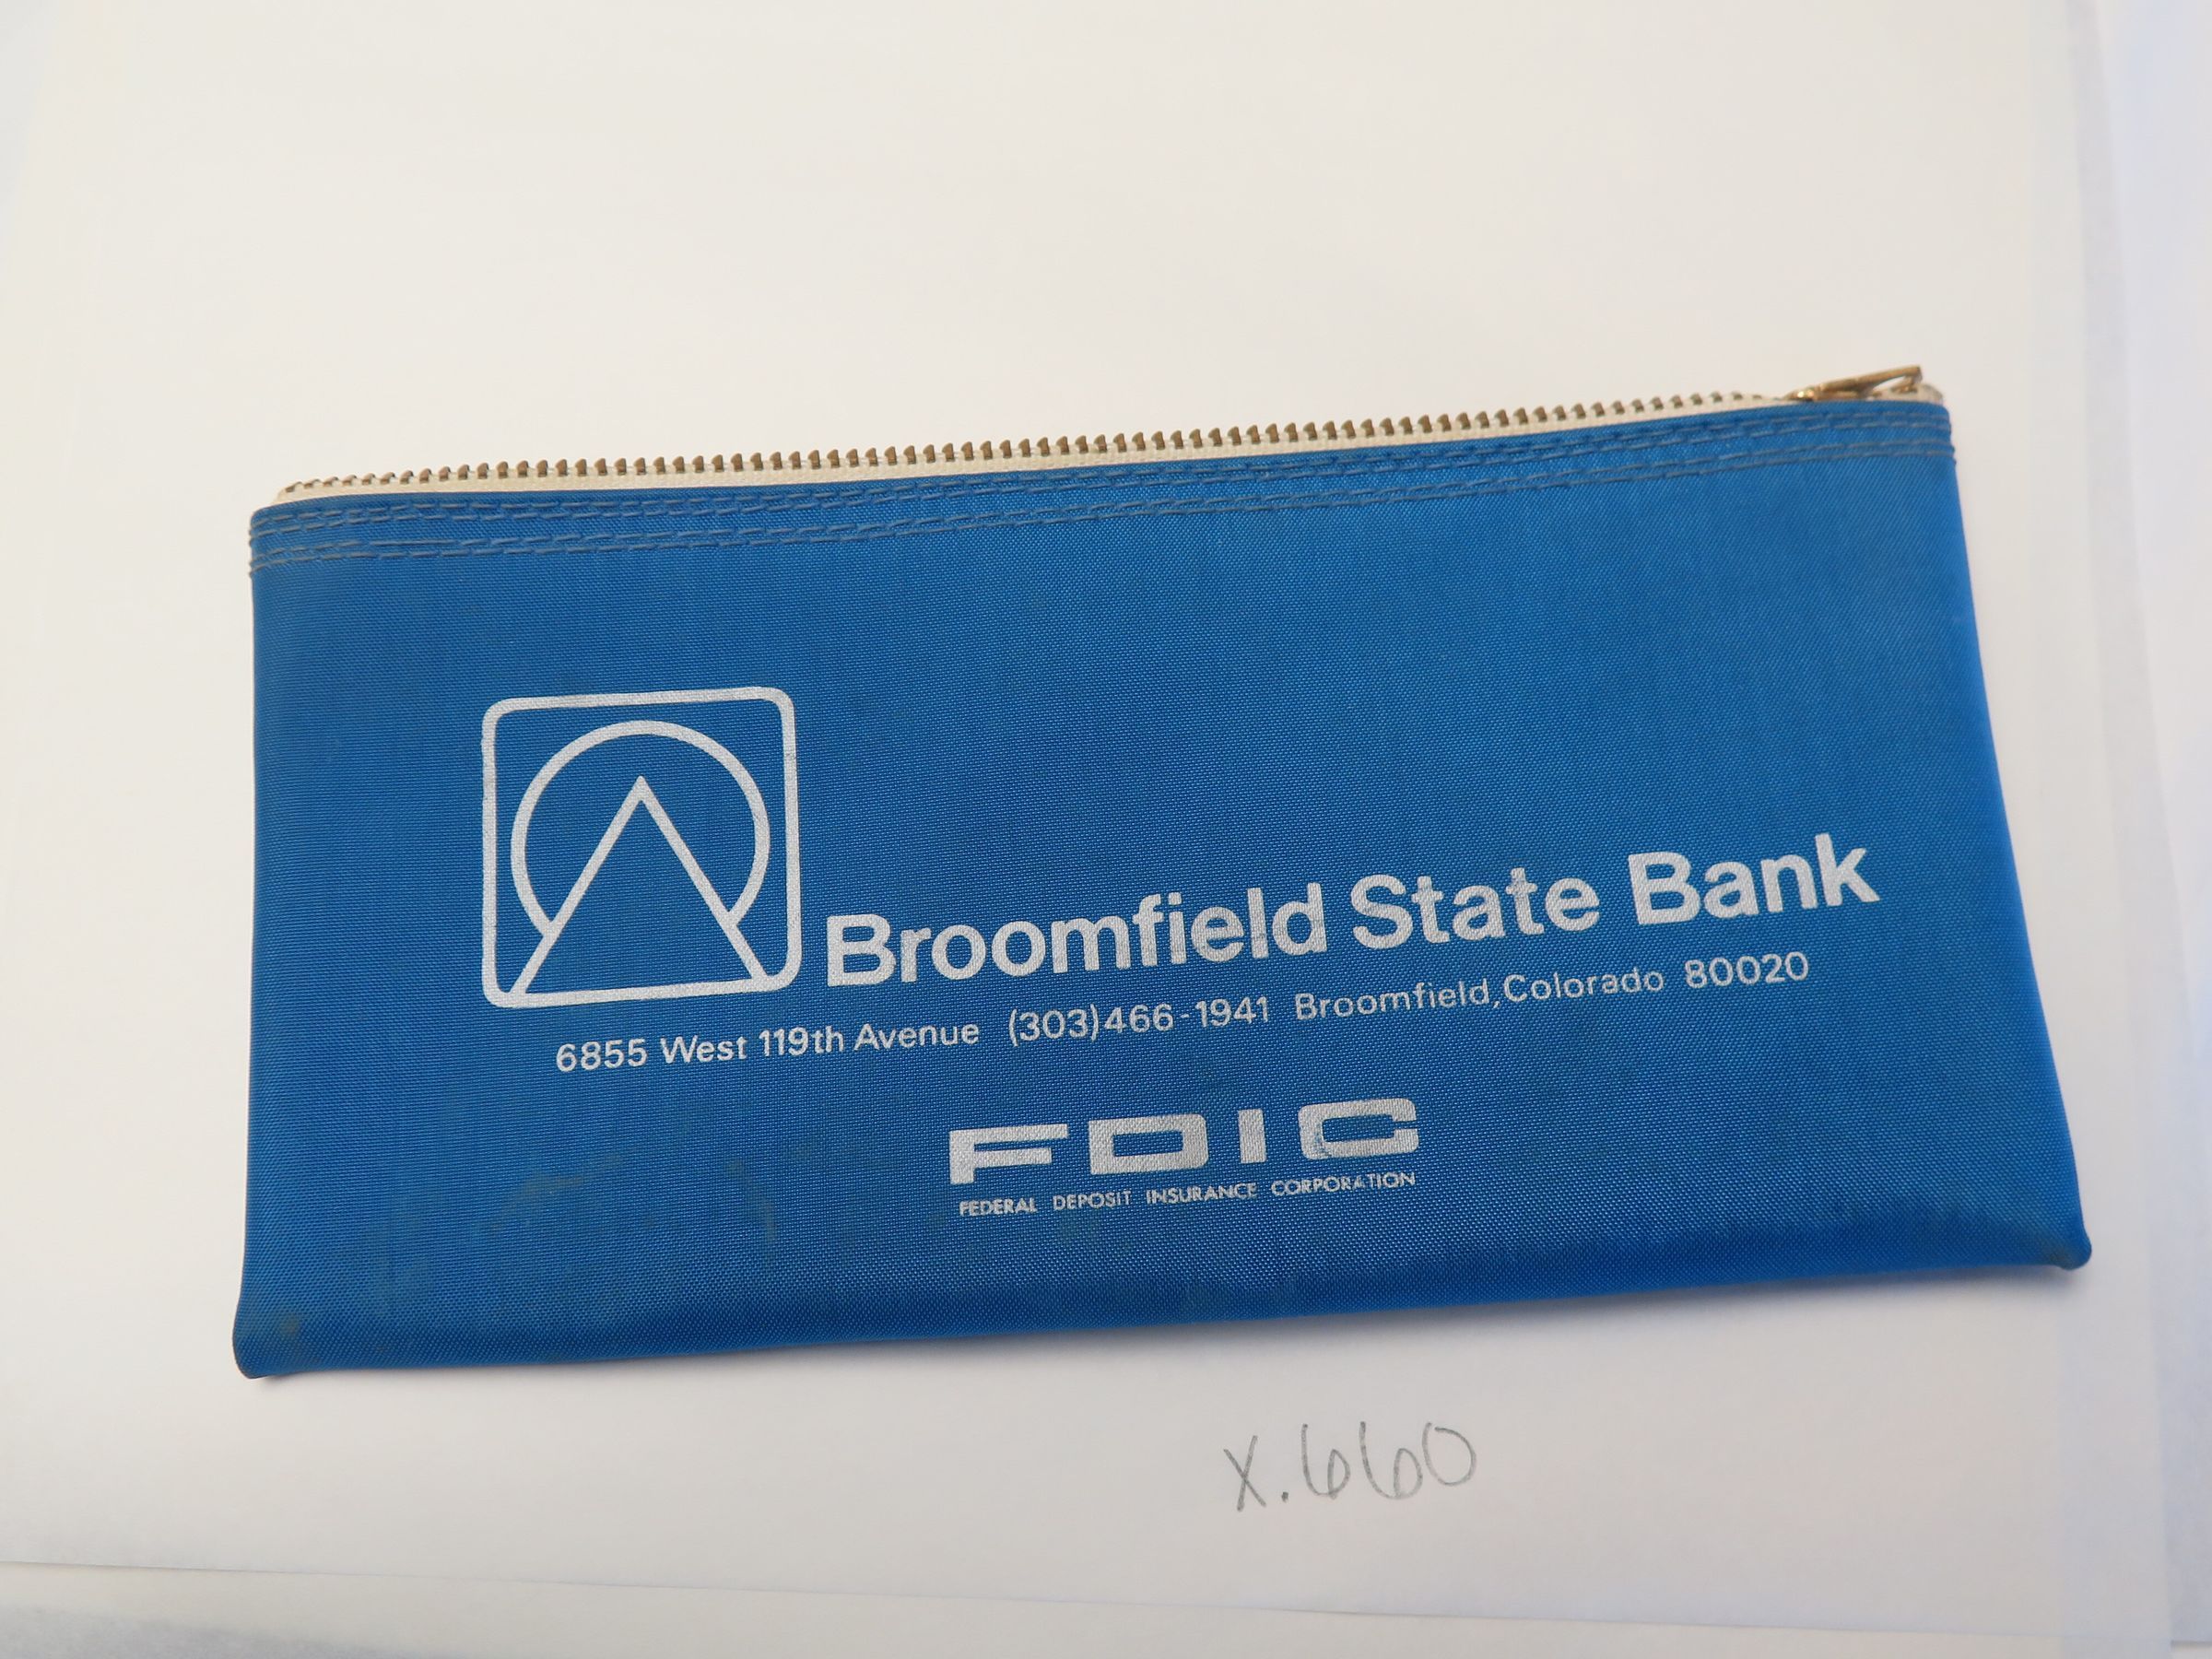 Broomfield State Bank
6855 West 119th Avenue (303)466-1941 Broomfield, Colorado 80020
FDIC
FEDERAL DEPOSIT INSURANCE CORPORATION
X.660